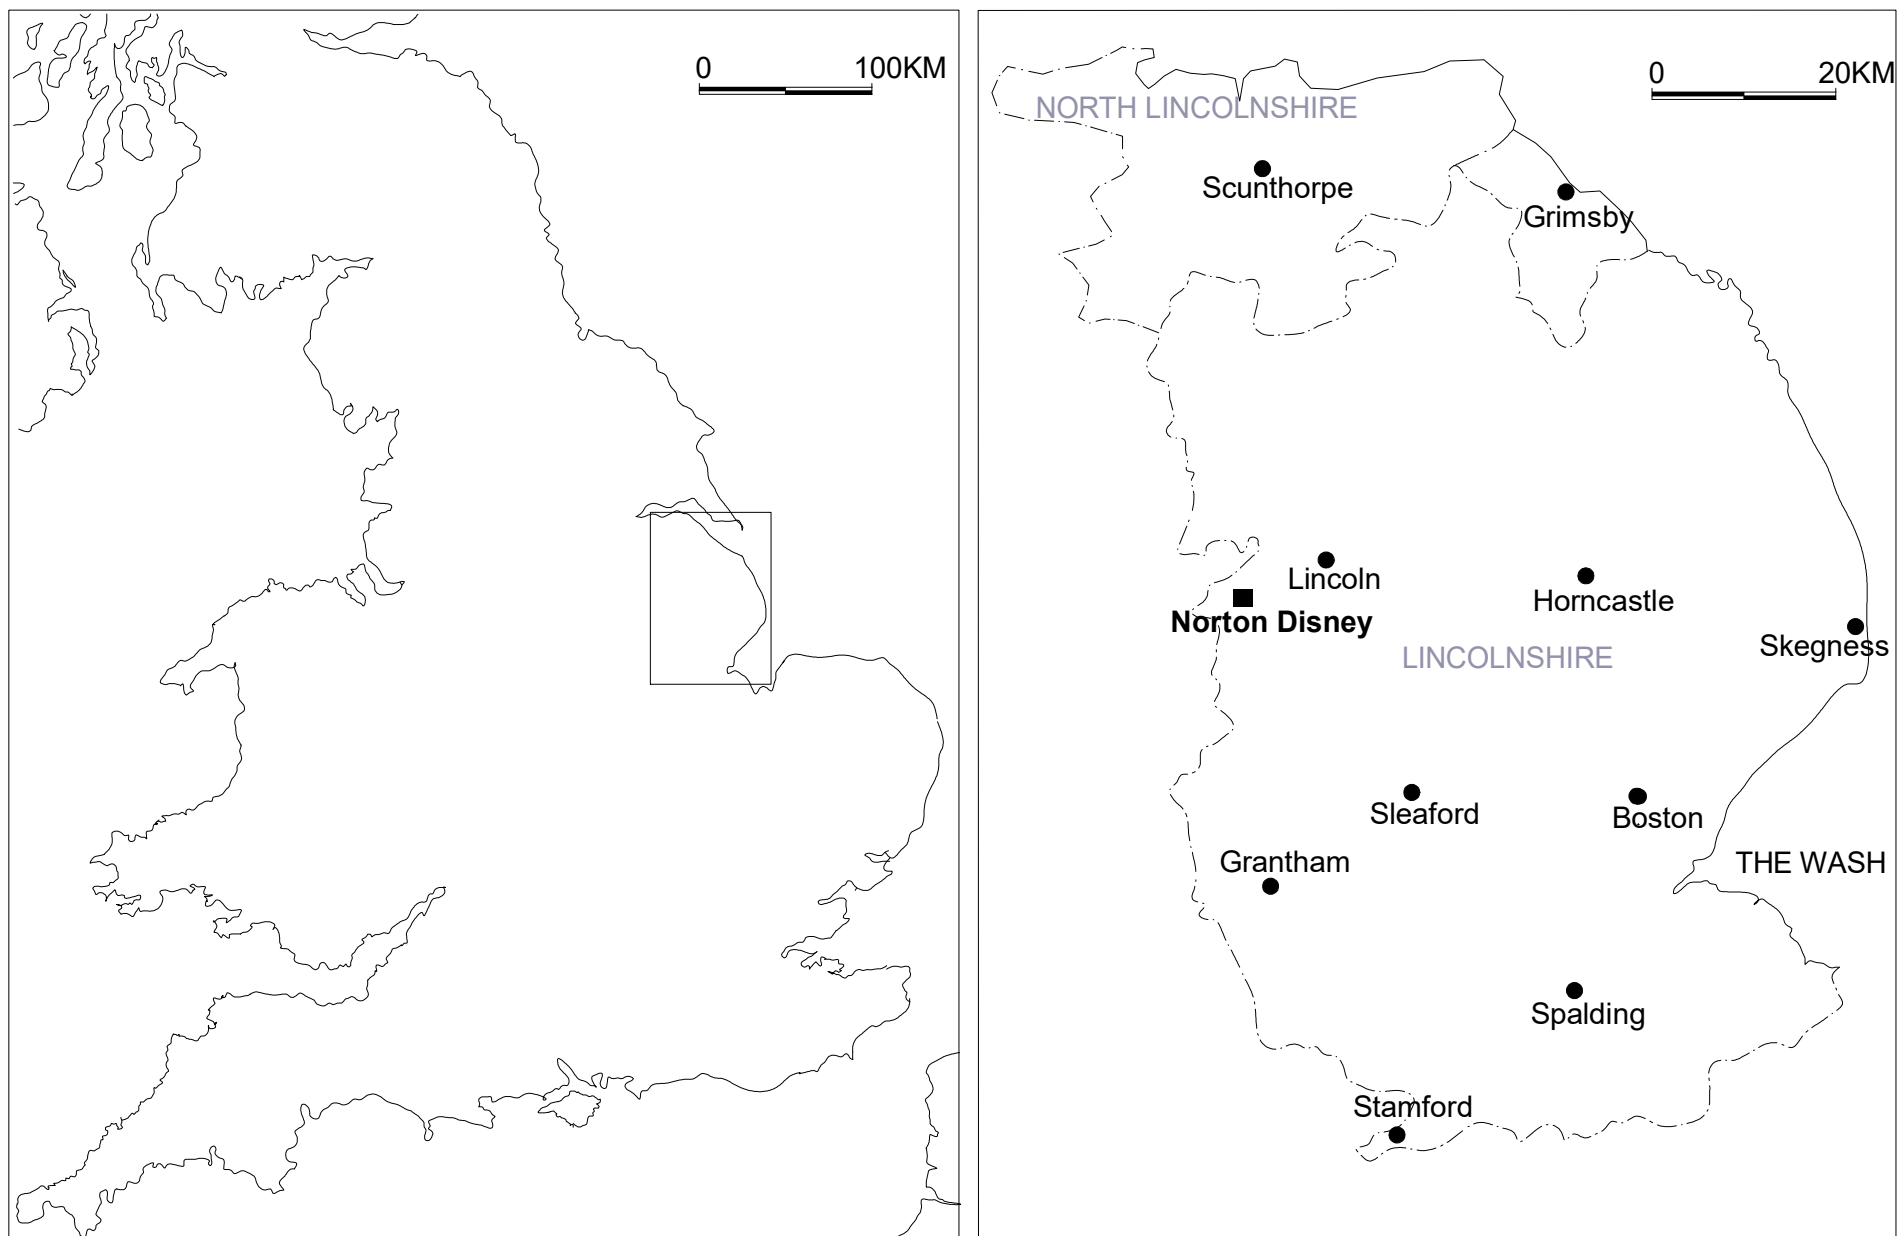 0 100KM
0 20KM
NORTH LINCOLNSHIRE
Scunthorpe
Grimsby
Lincoln
Horncastle
Norton Disney
Skegness
LINCOLNSHIRE
Sleaford
Boston
Grantham
THE WASH
Spalding
Stamford